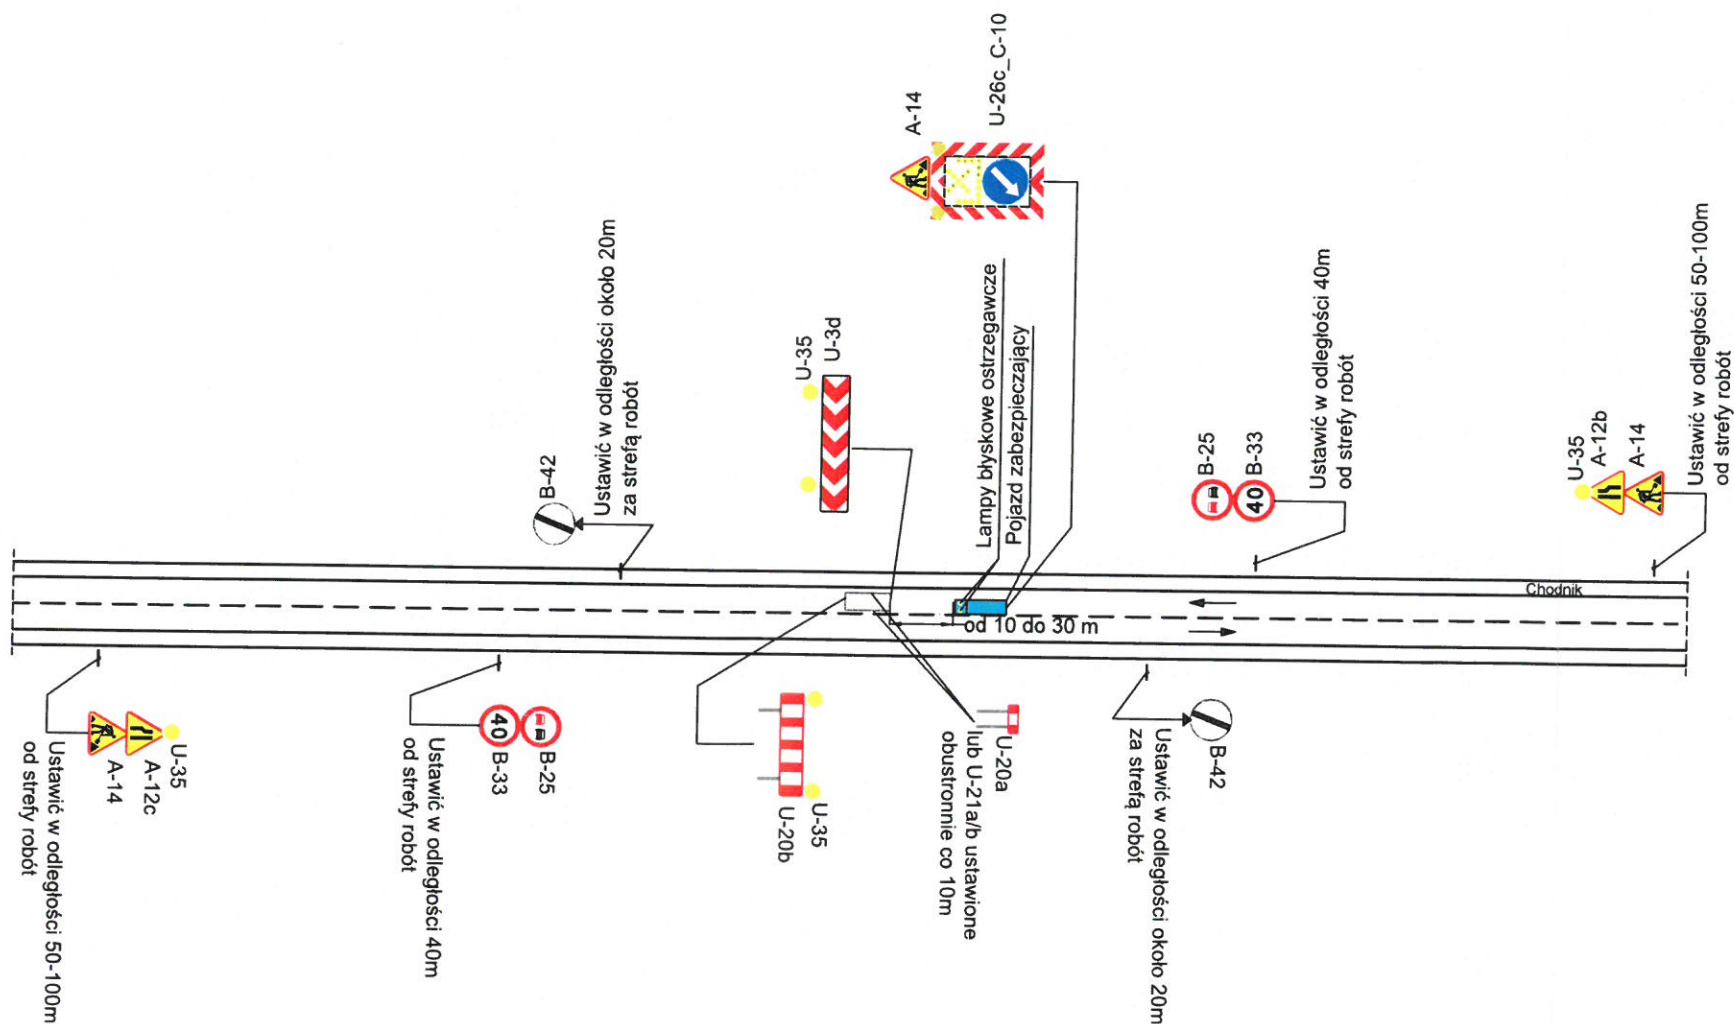 A-14
U-26c_C-10
Ustawić w odległości około 20m
za strefą robót
B-42
U-35
U-3d
Lampy błyskowe ostrzegawcze
Pojazd zabezpieczający
B-25
B-33
40
Ustawić w odległości 40m
od strefy robót
U-35
A-12b
A-14
Ustawić w odległości 50-100m
od strefy robót
Chodnik
od 10 do 30 m
U-35
A-12c
A-14
Ustawić w odległości 50-100m
od strefy robót
40
B-25
B-33
Ustawić w odległości 40m
od strefy robót
U-35
U-20b
U-20a
lub U-21a/b ustawione
obustronnie co 10m
B-42
Ustawić w odległości około 20m
za strefą robót